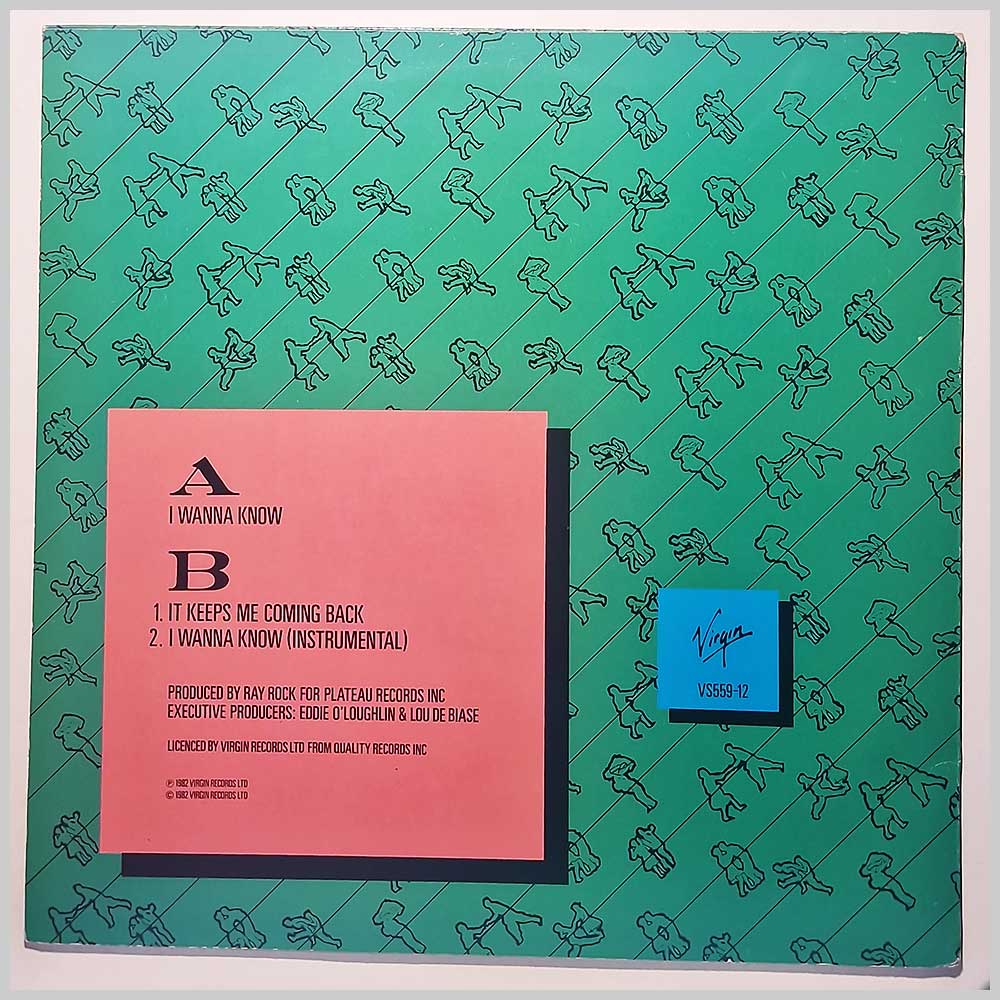 A
I WANNA KNOW
B
1. IT KEEPS ME COMING BACK
2. I WANNA KNOW (INSTRUMENTAL)
PRODUCED BY RAY ROCK FOR PLATEAU RECORDS INC
EXECUTIVE PRODUCERS: EDDIE O'LOUGHLIN & LOU DE BIASE
LICENCED BY VIRGIN RECORDS LTD FROM QUALITY RECORDS INC
℗ 1982 VIRGIN RECORDS LTD
© 1982 VIRGIN RECORDS LTD
Virgin
VS559-12